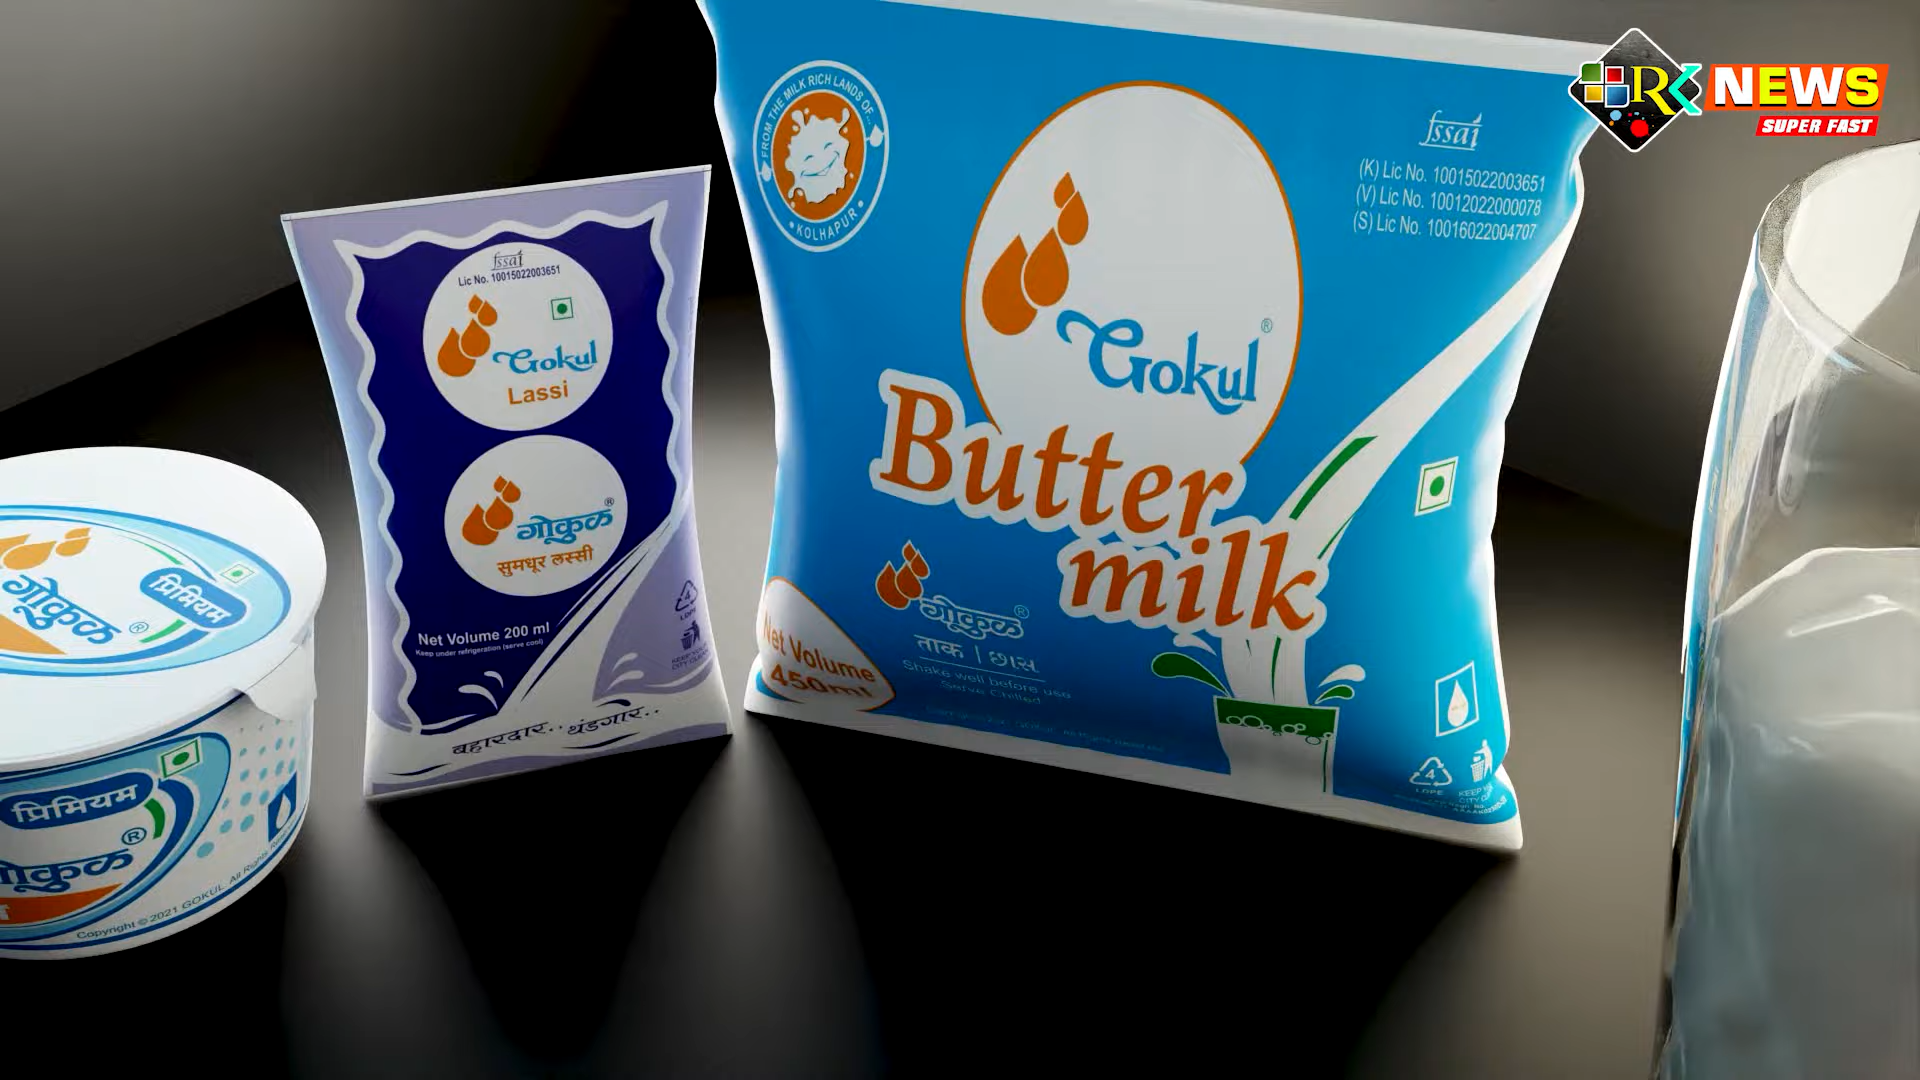 RK NEWS
SUPER FAST
FROM THE MILK RICH LANDS OF...
• KOLHAPUR •
fssai
(K) Lic No. 10015022003651
(V) Lic No. 10012022000078
(S) Lic No. 10016022004707
Gokul®
Butter
milk
गोकुळ®
ताक | છાસ
Shake well before use
Serve Chilled
Net Volume
450ml
4
LDPE
fssai
Lic No. 10015022003651
Gokul
Lassi
गोकुळ®
सुमधूर लस्सी
Net Volume 200 ml
Keep under refrigeration (serve cool)
4
बहारदार.. थंडगार..
प्रिमियम
गोकुळ®
प्रिमियम
गोकुळ®
Copyright © 2021 GOKUL. All Rights